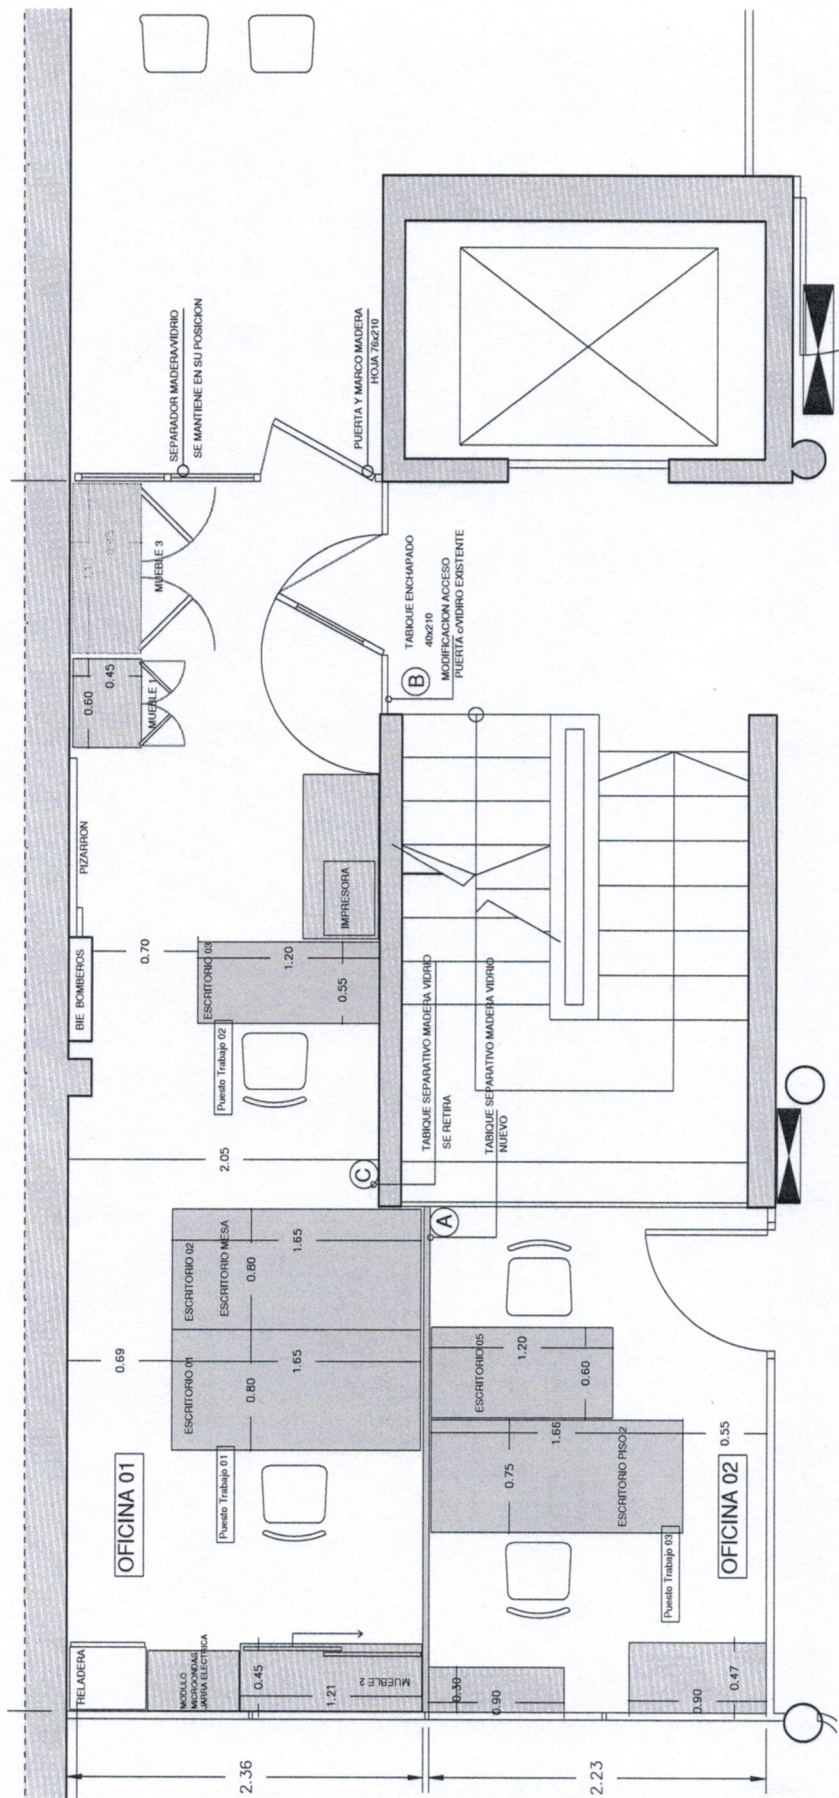 SEPARADOR MADERA/VIDRIO
SE MANTIENE EN SU POSICION
PUERTA Y MARCO MADERA
HOJA 76x210
MUEBLE 3
0.60
0.45
MUEBLE 1
B
TABIQUE ENCHAPADO
40x210
MODIFICACION ACCESO
PUERTA c/VIDIRO EXISTENTE
PIZARRON
IMPRESORA
BIE BOMBEROS
0.70
ESCRITORIO 03
1.20
0.55
Puesto Trabajo 02
TABIQUE SEPARATIVO MADERA VIDRIO
SE RETIRA
TABIQUE SEPARATIVO MADERA VIDRIO
NUEVO
2.05
C
A
ESCRITORIO 02
ESCRITORIO MESA
0.80
1.65
0.69
ESCRITORIO 01
0.80
1.65
OFICINA 01
Puesto Trabajo 01
ESCRITORIO 05
1.20
0.60
0.75
1.66
ESCRITORIO PISO 2
0.55
OFICINA 02
Puesto Trabajo 03
HELADERA
MODULO
MICROONDAS
JARRA ELECTRICA
0.45
1.21
MUEBLE 2
0.30
0.90
0.90
0.47
2.36
2.23